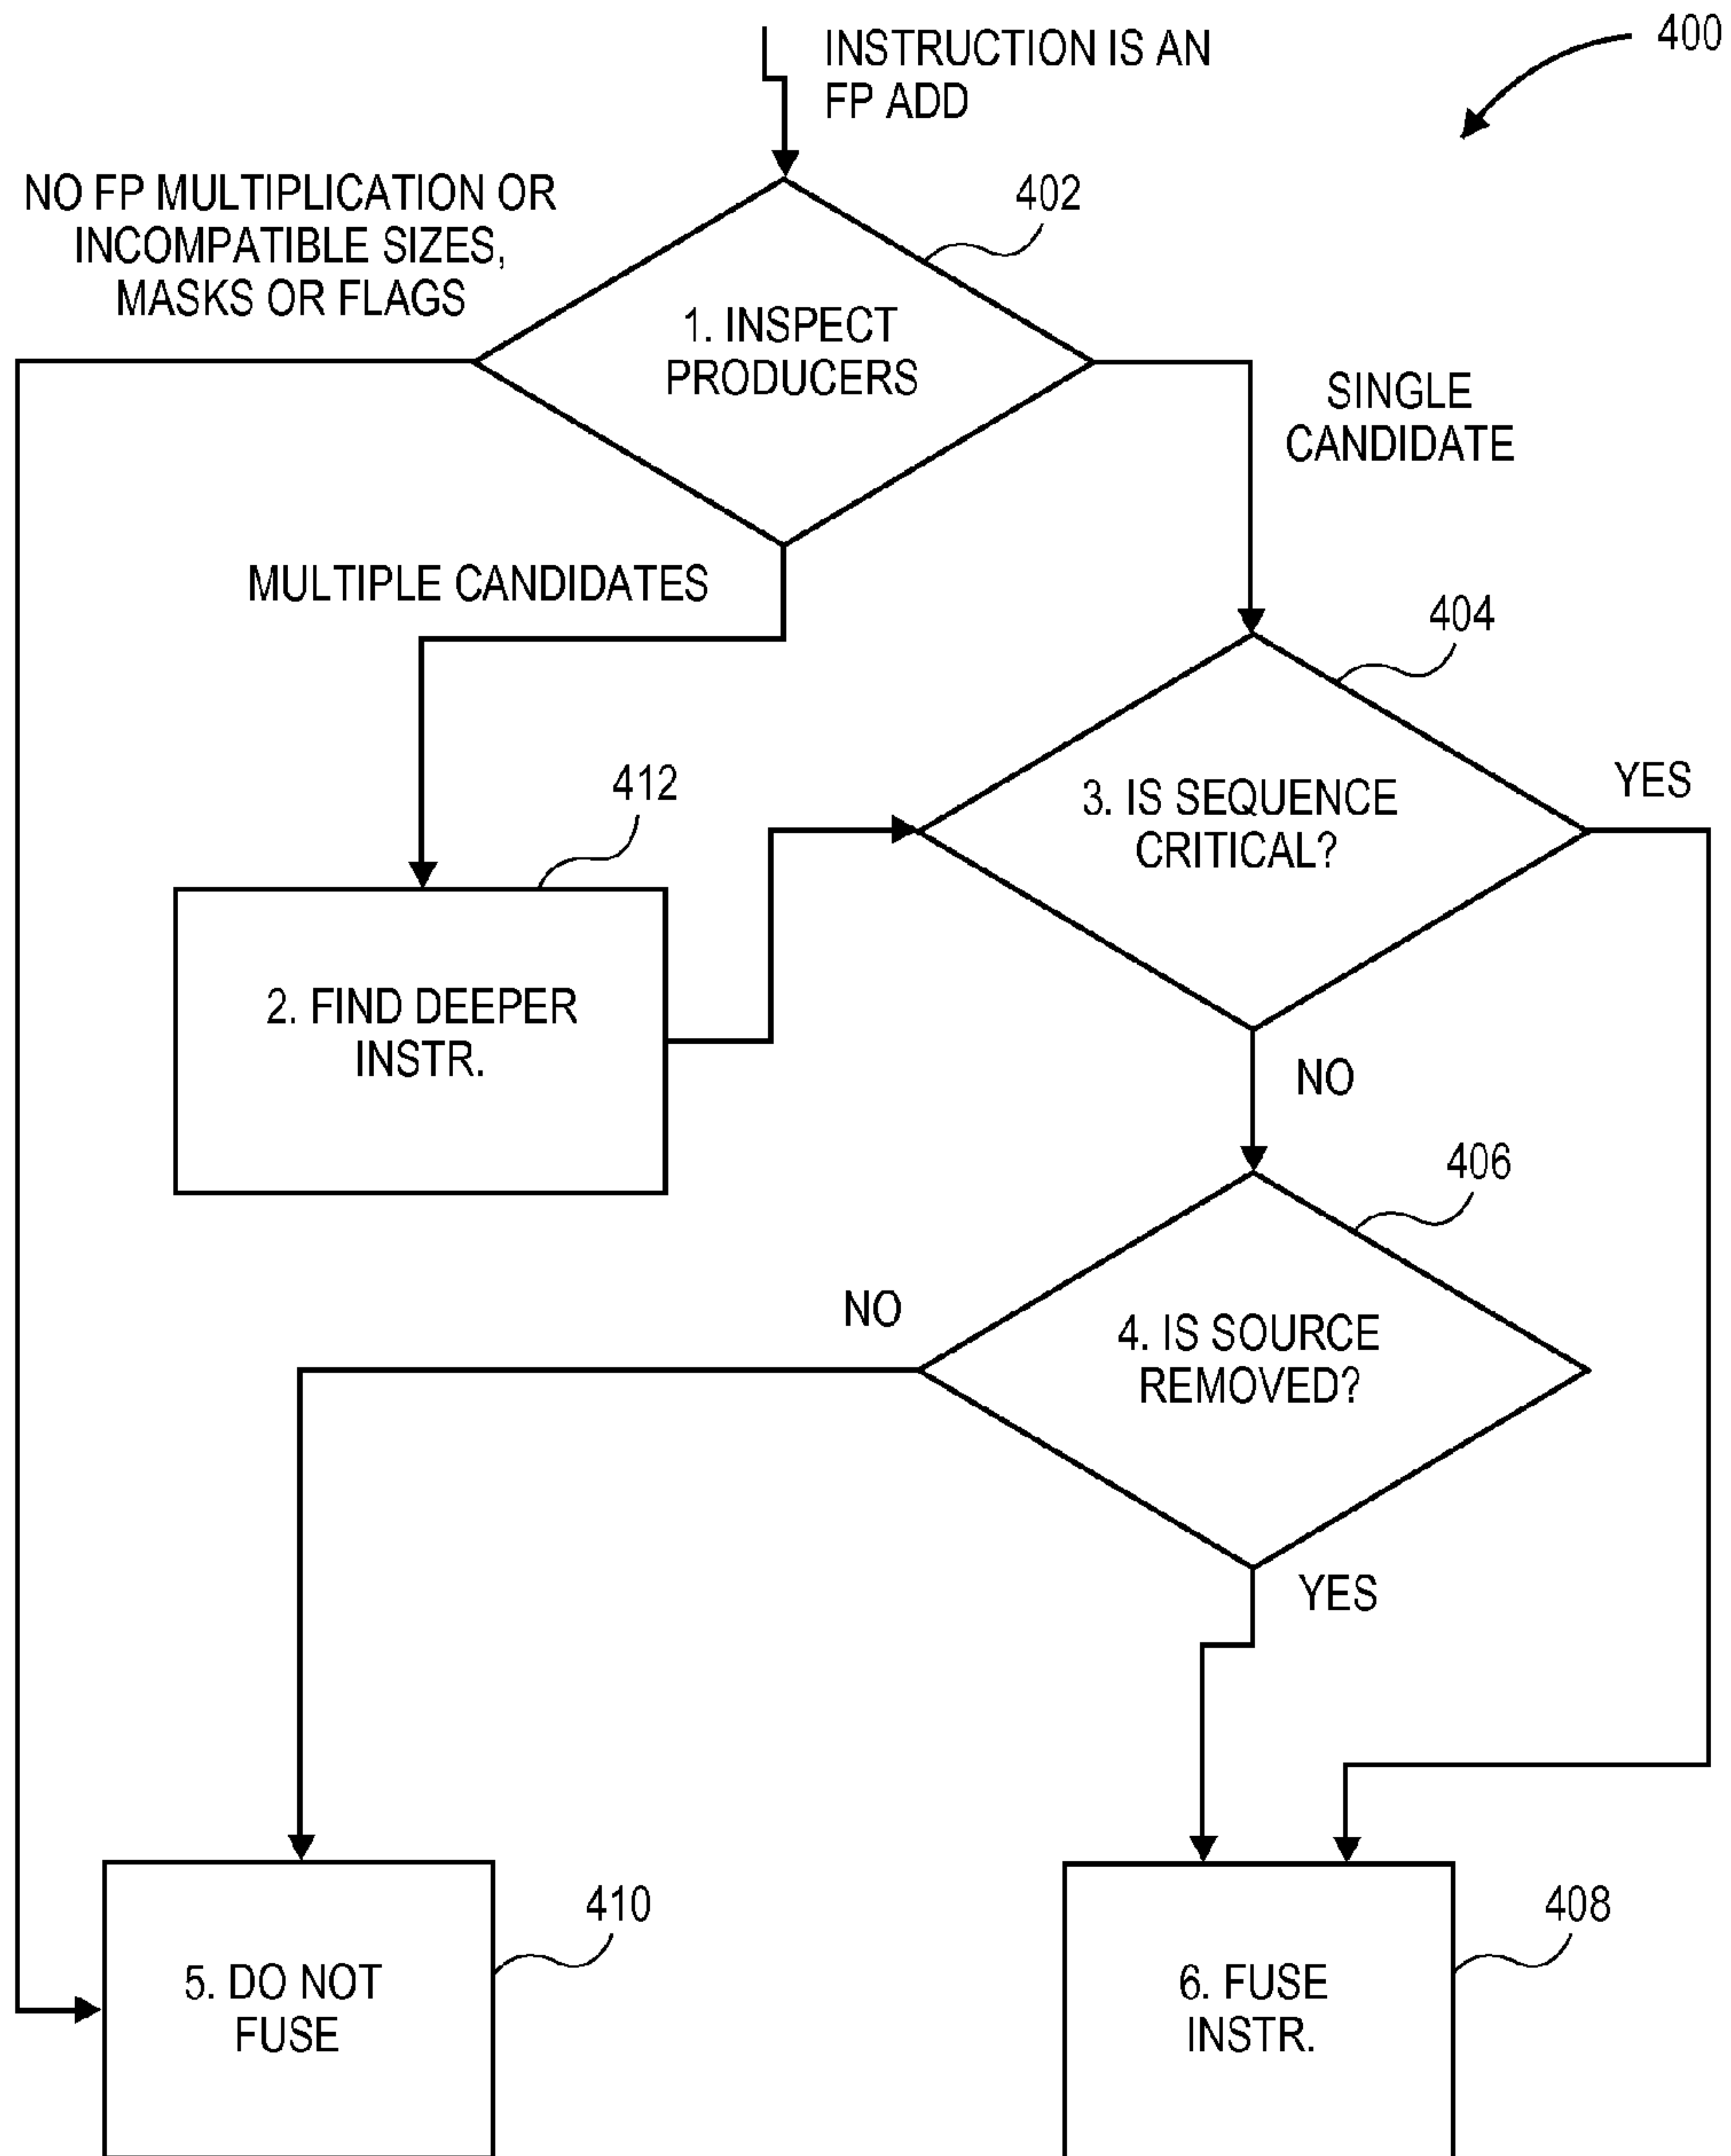 INSTRUCTION IS AN
FP ADD
400
NO FP MULTIPLICATION OR
INCOMPATIBLE SIZES,
MASKS OR FLAGS
402
1. INSPECT
PRODUCERS
SINGLE
CANDIDATE
MULTIPLE CANDIDATES
404
412
3. IS SEQUENCE
CRITICAL?
YES
2. FIND DEEPER
INSTR.
NO
406
NO
4. IS SOURCE
REMOVED?
YES
410
408
5. DO NOT
FUSE
6. FUSE
INSTR.